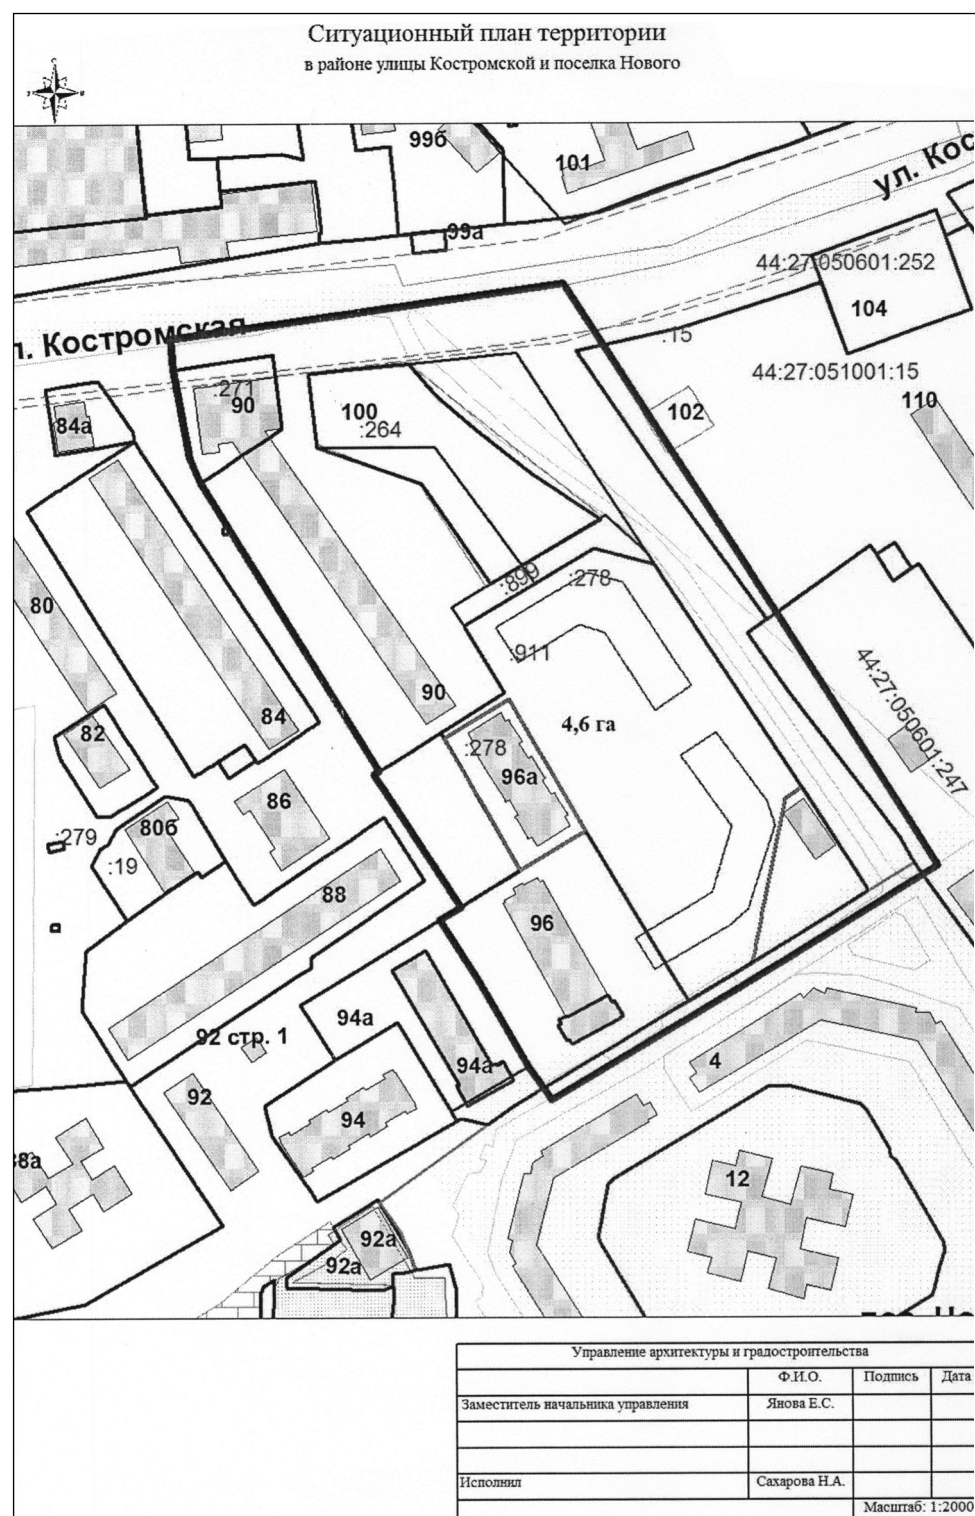 Ситуационный план территории
в районе улицы Костромской и поселка Нового
99б
101
ул. Кос
99а
44:27:050601:252
104
л. Костромская
:15
44:27:051001:15
:271
90
100
:264
102
110
84а
:899
:278
80
:911
44:27:050601:247
90
4,6 га
84
82
:278
96а
86
80б
:279
:19
88
96
94а
92 стр. 1
94а
4
92
94
88а
12
92а
92а
Управление архитектуры и градостроительства
Ф.И.О. Подпись Дата
Заместитель начальника управления Янова Е.С.
Исполнил Сахарова Н.А.
Масштаб: 1:2000